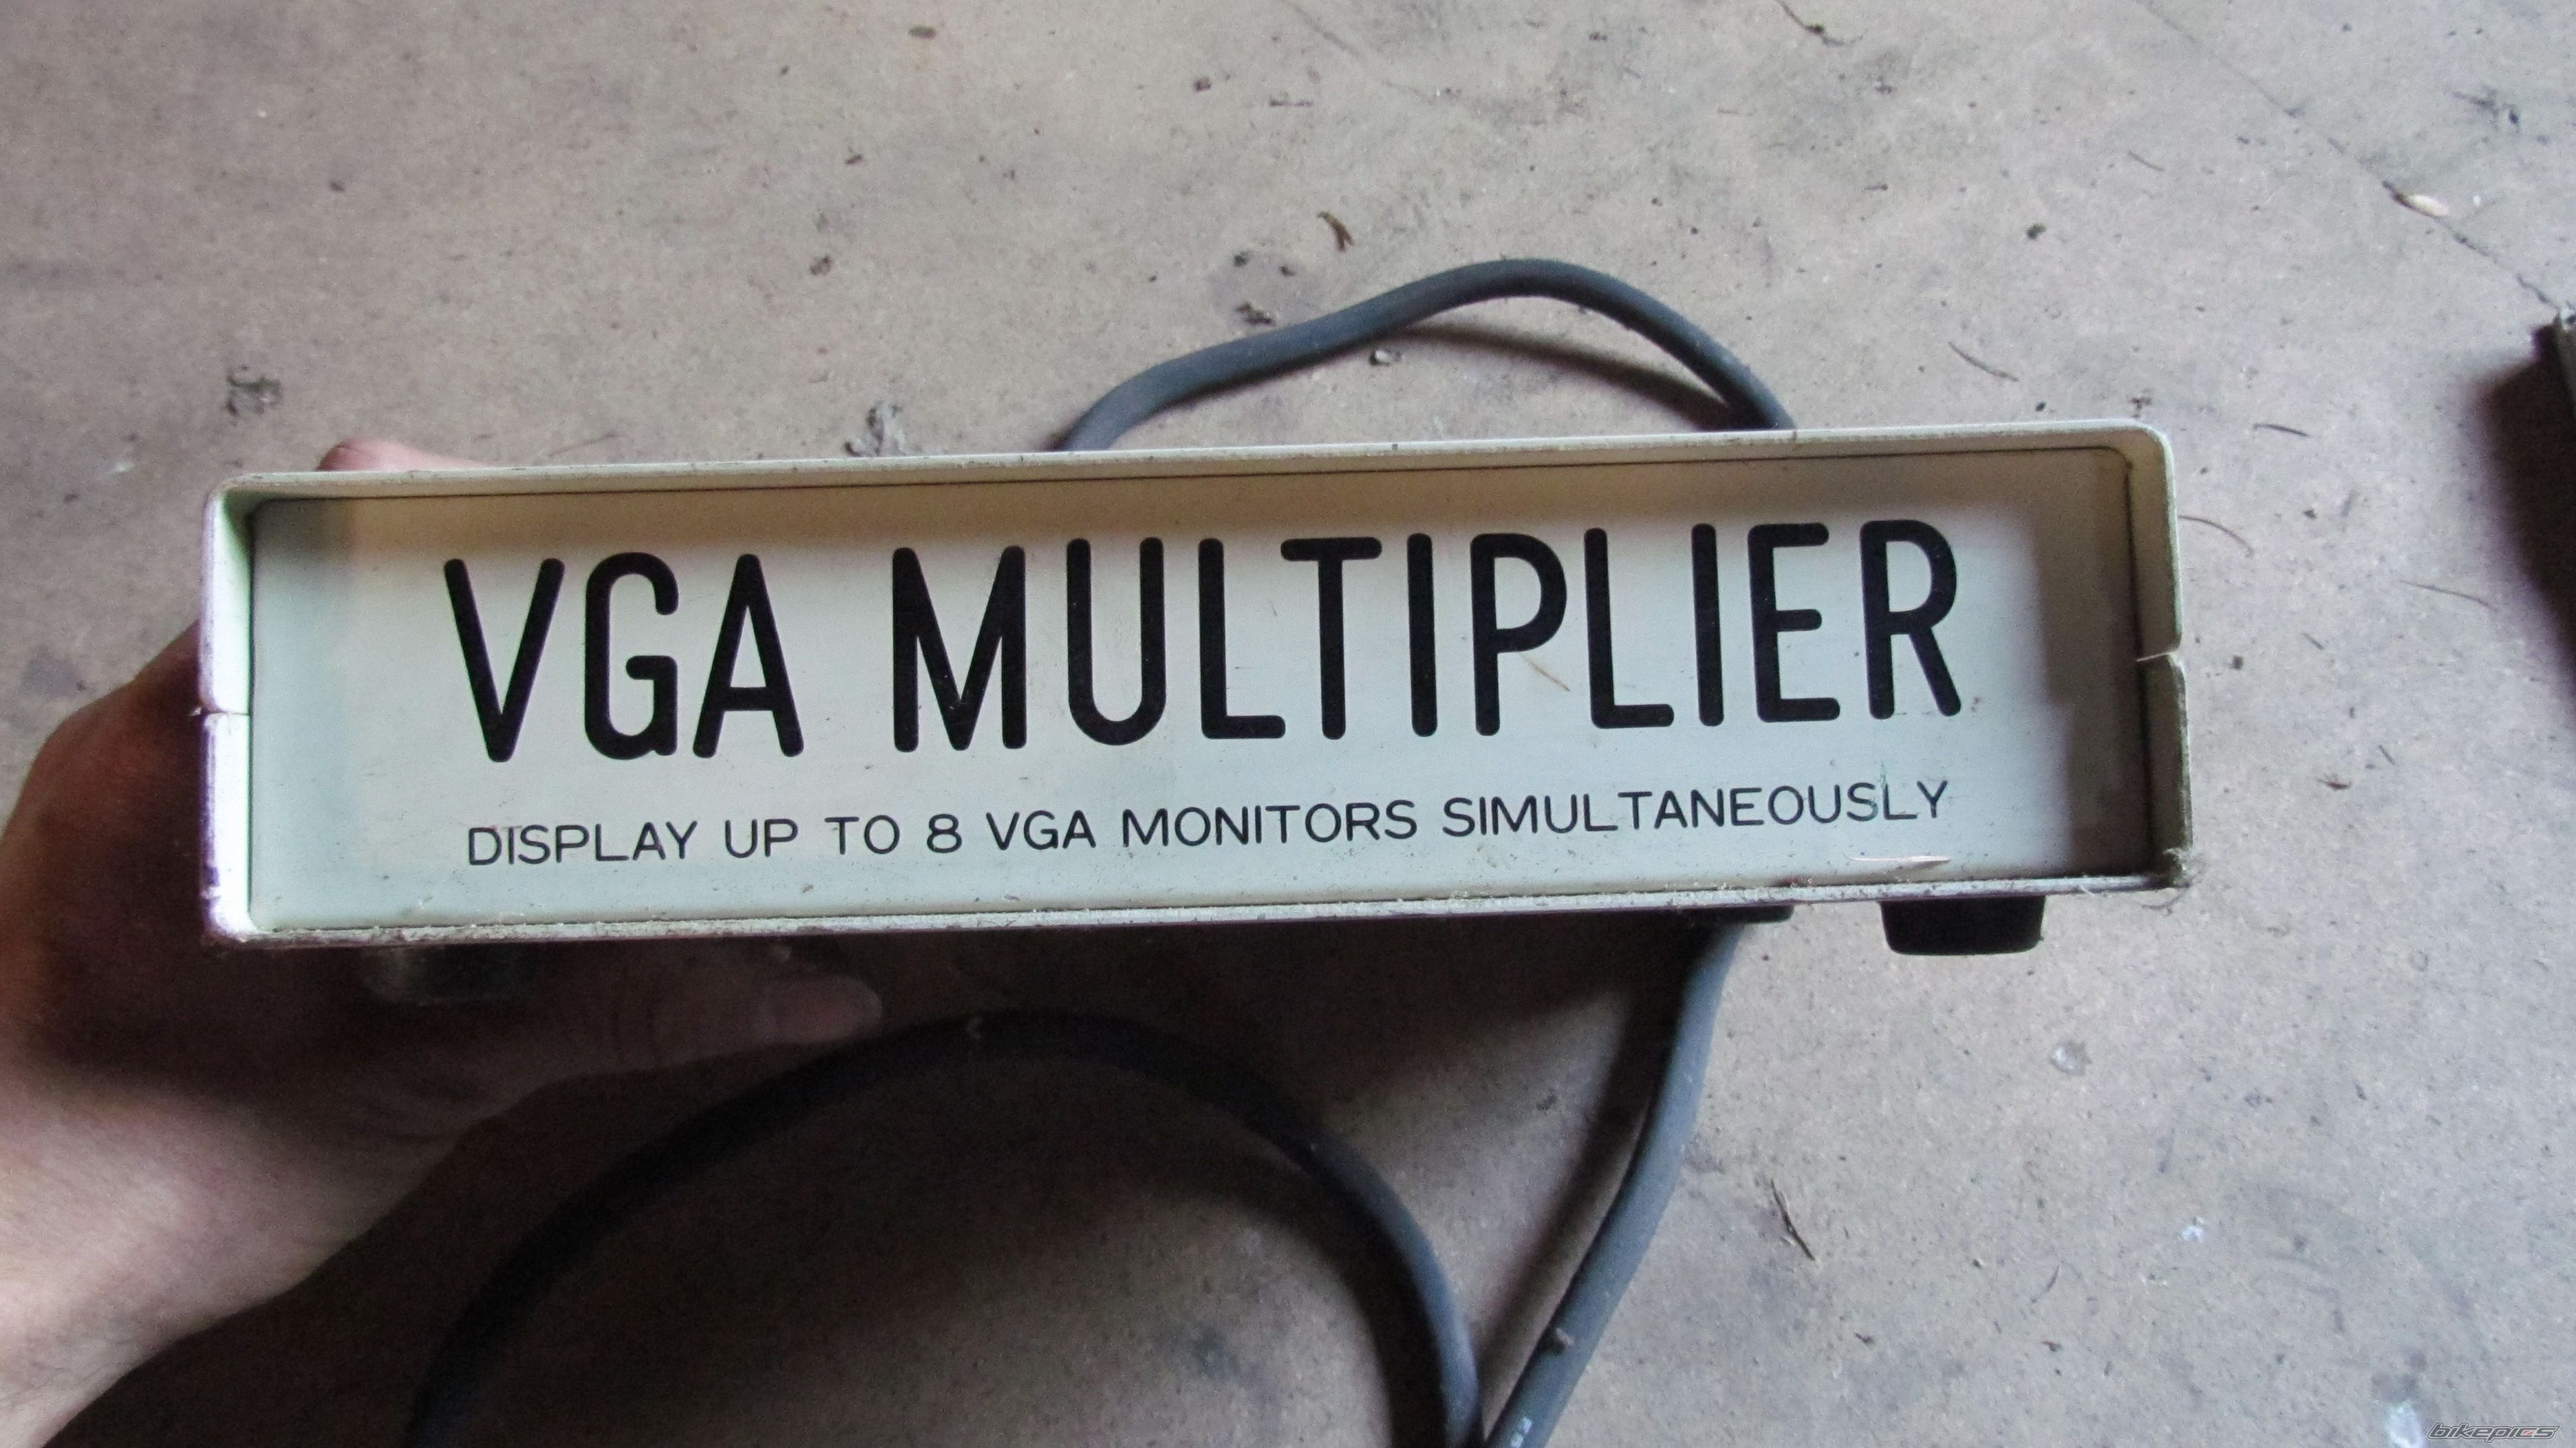 VGA MULTIPLIER
DISPLAY UP TO 8 VGA MONITORS SIMULTANEOUSLY
bikepics